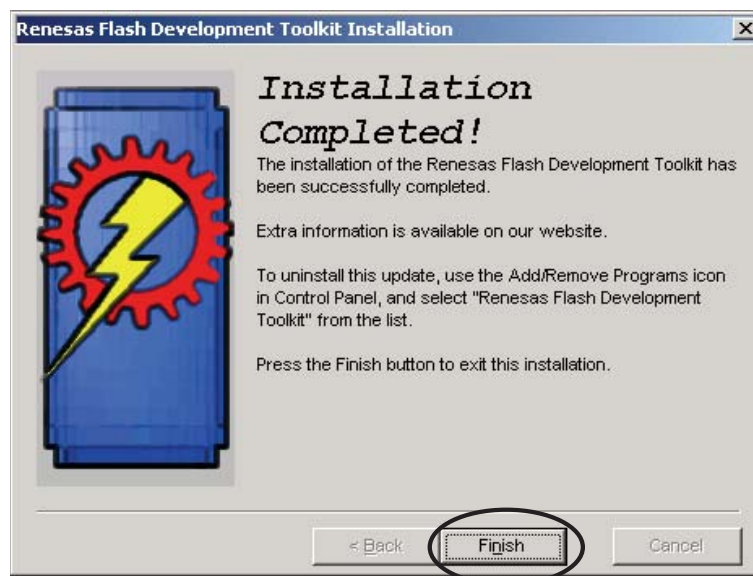 Renesas Flash Development Toolkit Installation
Installation
Completed!
The installation of the Renesas Flash Development Toolkit has
been successfully completed.
Extra information is available on our website.
To uninstall this update, use the Add/Remove Programs icon
in Control Panel, and select "Renesas Flash Development
Toolkit" from the list.
Press the Finish button to exit this installation.
< Back Finish Cancel